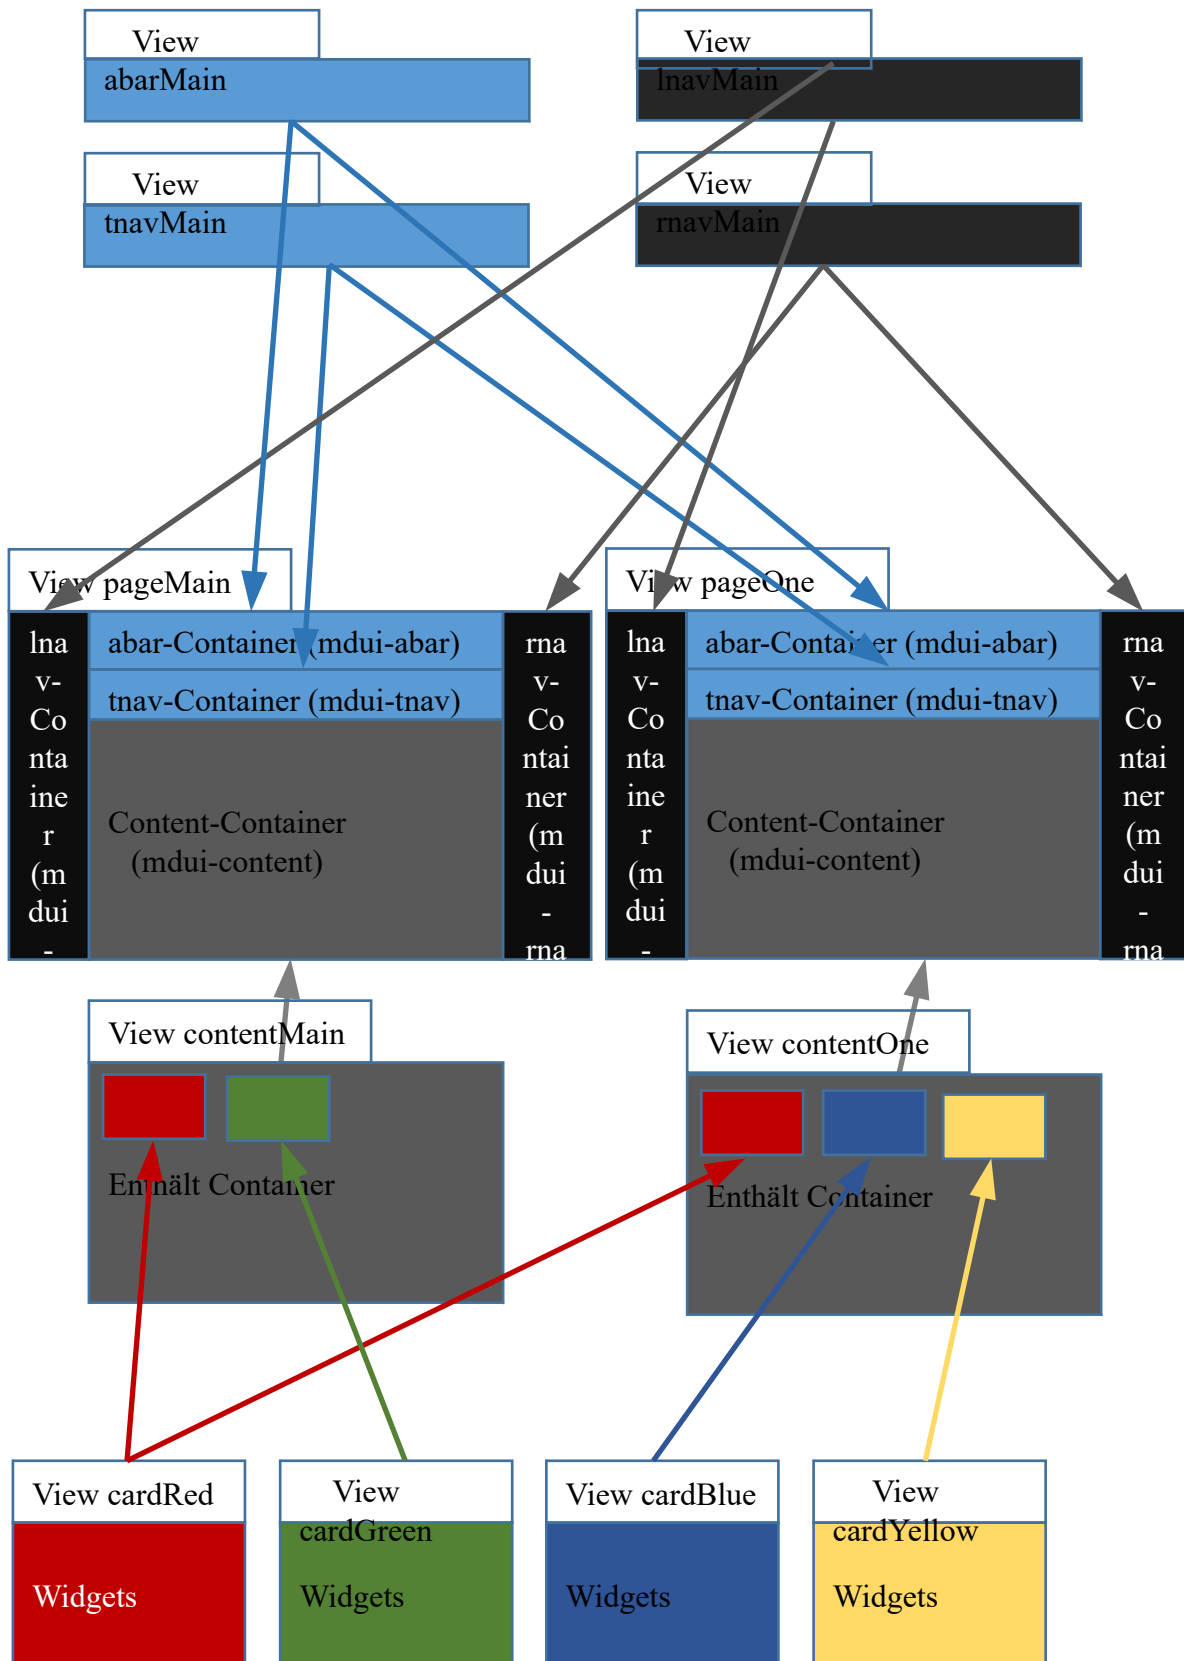 View
abarMain
View
lnavMain
View
tnavMain
View
rnavMain
View pageMain
View pageOne
lna
v-
Co
nta
ine
r
(m
dui
-
abar-Container (mdui-abar)
tnav-Container (mdui-tnav)
Content-Container
(mdui-content)
rna
v-
Co
ntai
ner
(m
dui
-
rna
lna
v-
Co
nta
ine
r
(m
dui
-
abar-Container (mdui-abar)
tnav-Container (mdui-tnav)
Content-Container
(mdui-content)
rna
v-
Co
ntai
ner
(m
dui
-
rna
View contentMain
Enthält Container
View contentOne
Enthält Container
View cardRed
Widgets
View
cardGreen
Widgets
View cardBlue
Widgets
View
cardYellow
Widgets